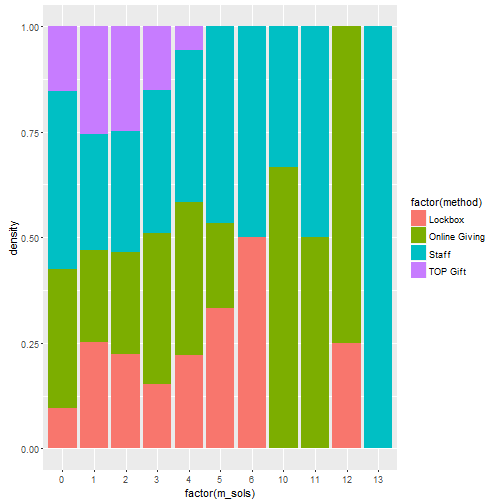 1.00
0.75
0.50
0.25
0.00
density
0 1 2 3 4 5 6 10 11 12 13
factor(m_sols)
factor(method)
Lockbox
Online Giving
Staff
TOP Gift